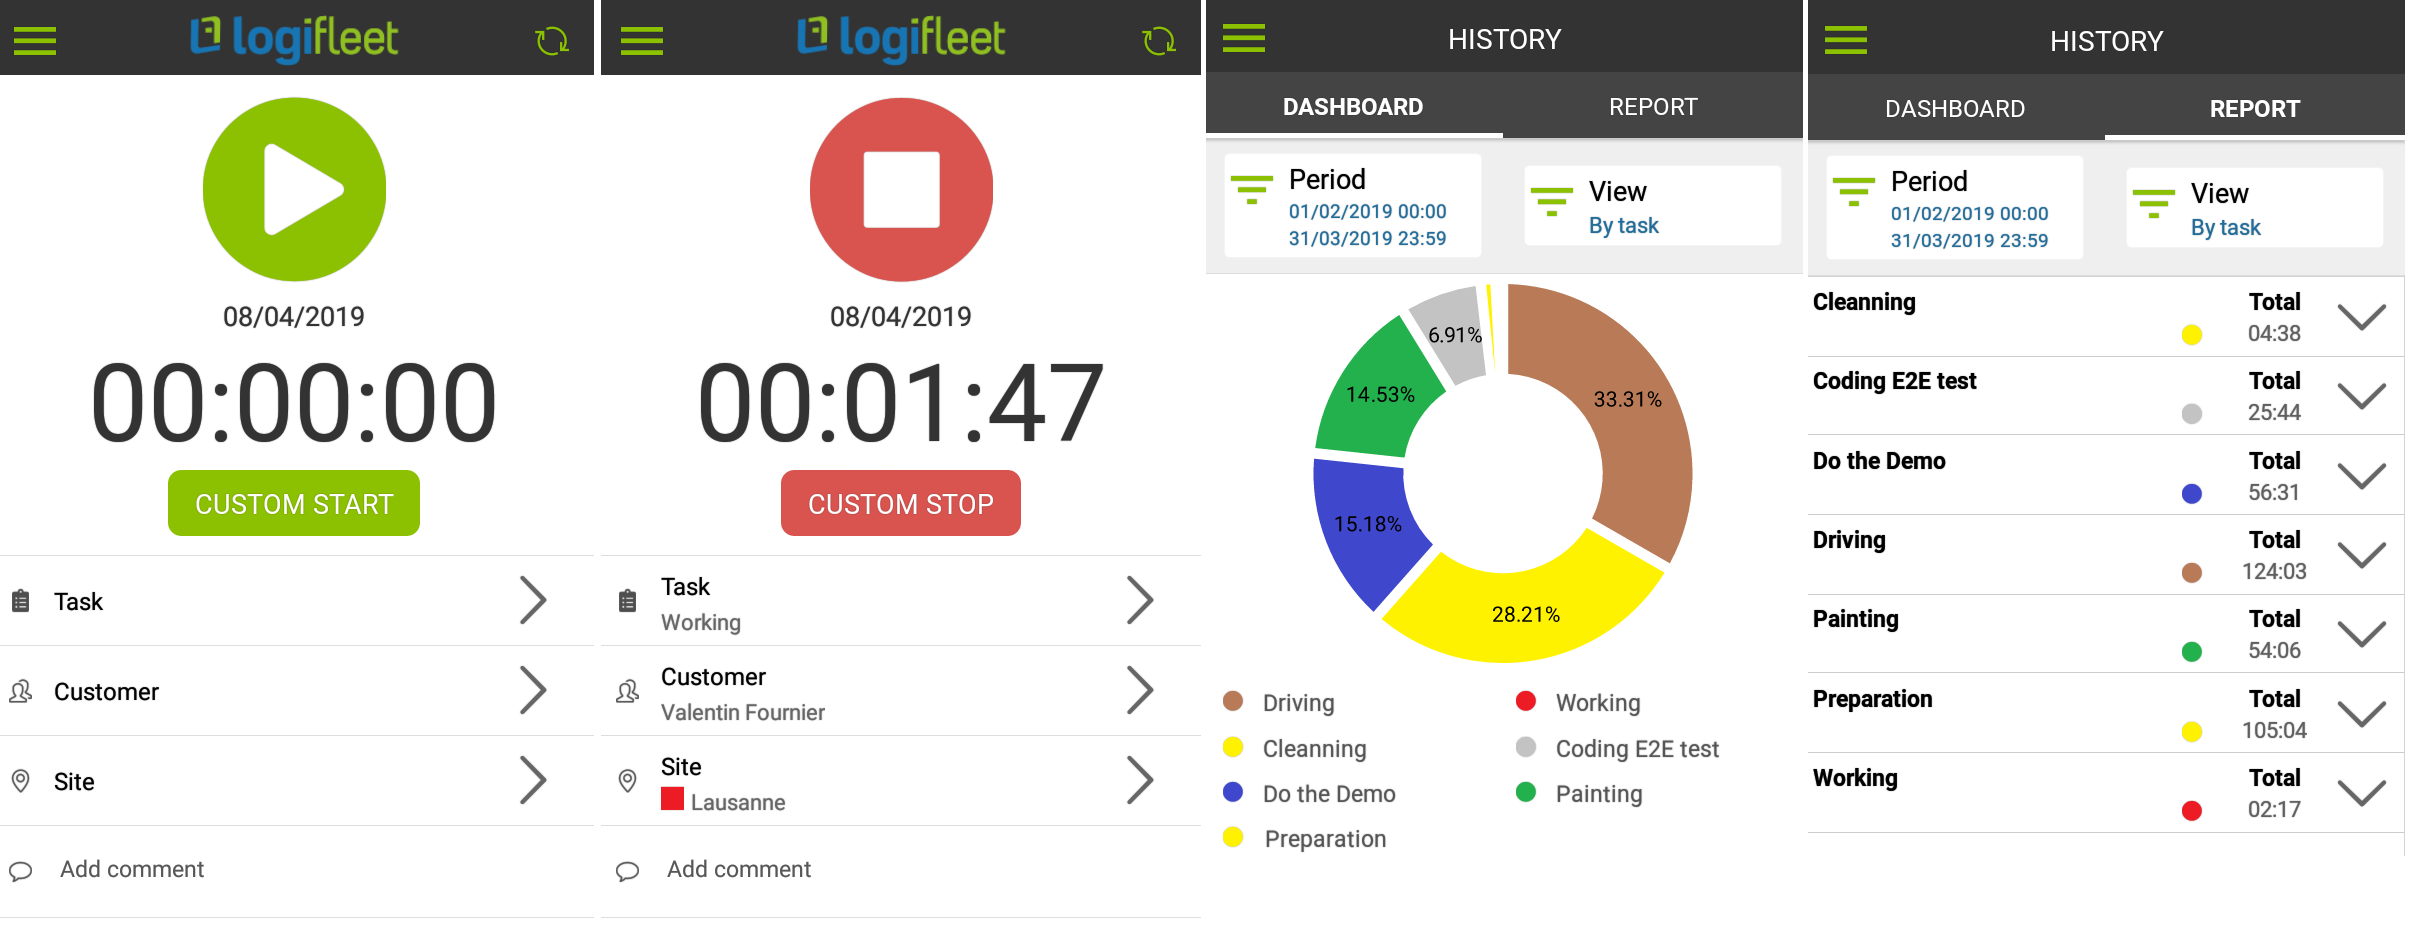 logifleet
08/04/2019
00:00:00
CUSTOM START
Task
Customer
Site
Add comment
logifleet
08/04/2019
00:01:47
CUSTOM STOP
Task
Working
Customer
Valentin Fournier
Site
Lausanne
Add comment
HISTORY
DASHBOARD REPORT
Period
01/02/2019 00:00
31/03/2019 23:59
View
By task
6.91%
33.31%
14.53%
15.18%
28.21%
Driving Working
Cleanning Coding E2E test
Do the Demo Painting
Preparation
HISTORY
DASHBOARD REPORT
Period
01/02/2019 00:00
31/03/2019 23:59
View
By task
Cleanning Total
04:38
Coding E2E test Total
25:44
Do the Demo Total
56:31
Driving Total
124:03
Painting Total
54:06
Preparation Total
105:04
Working Total
02:17